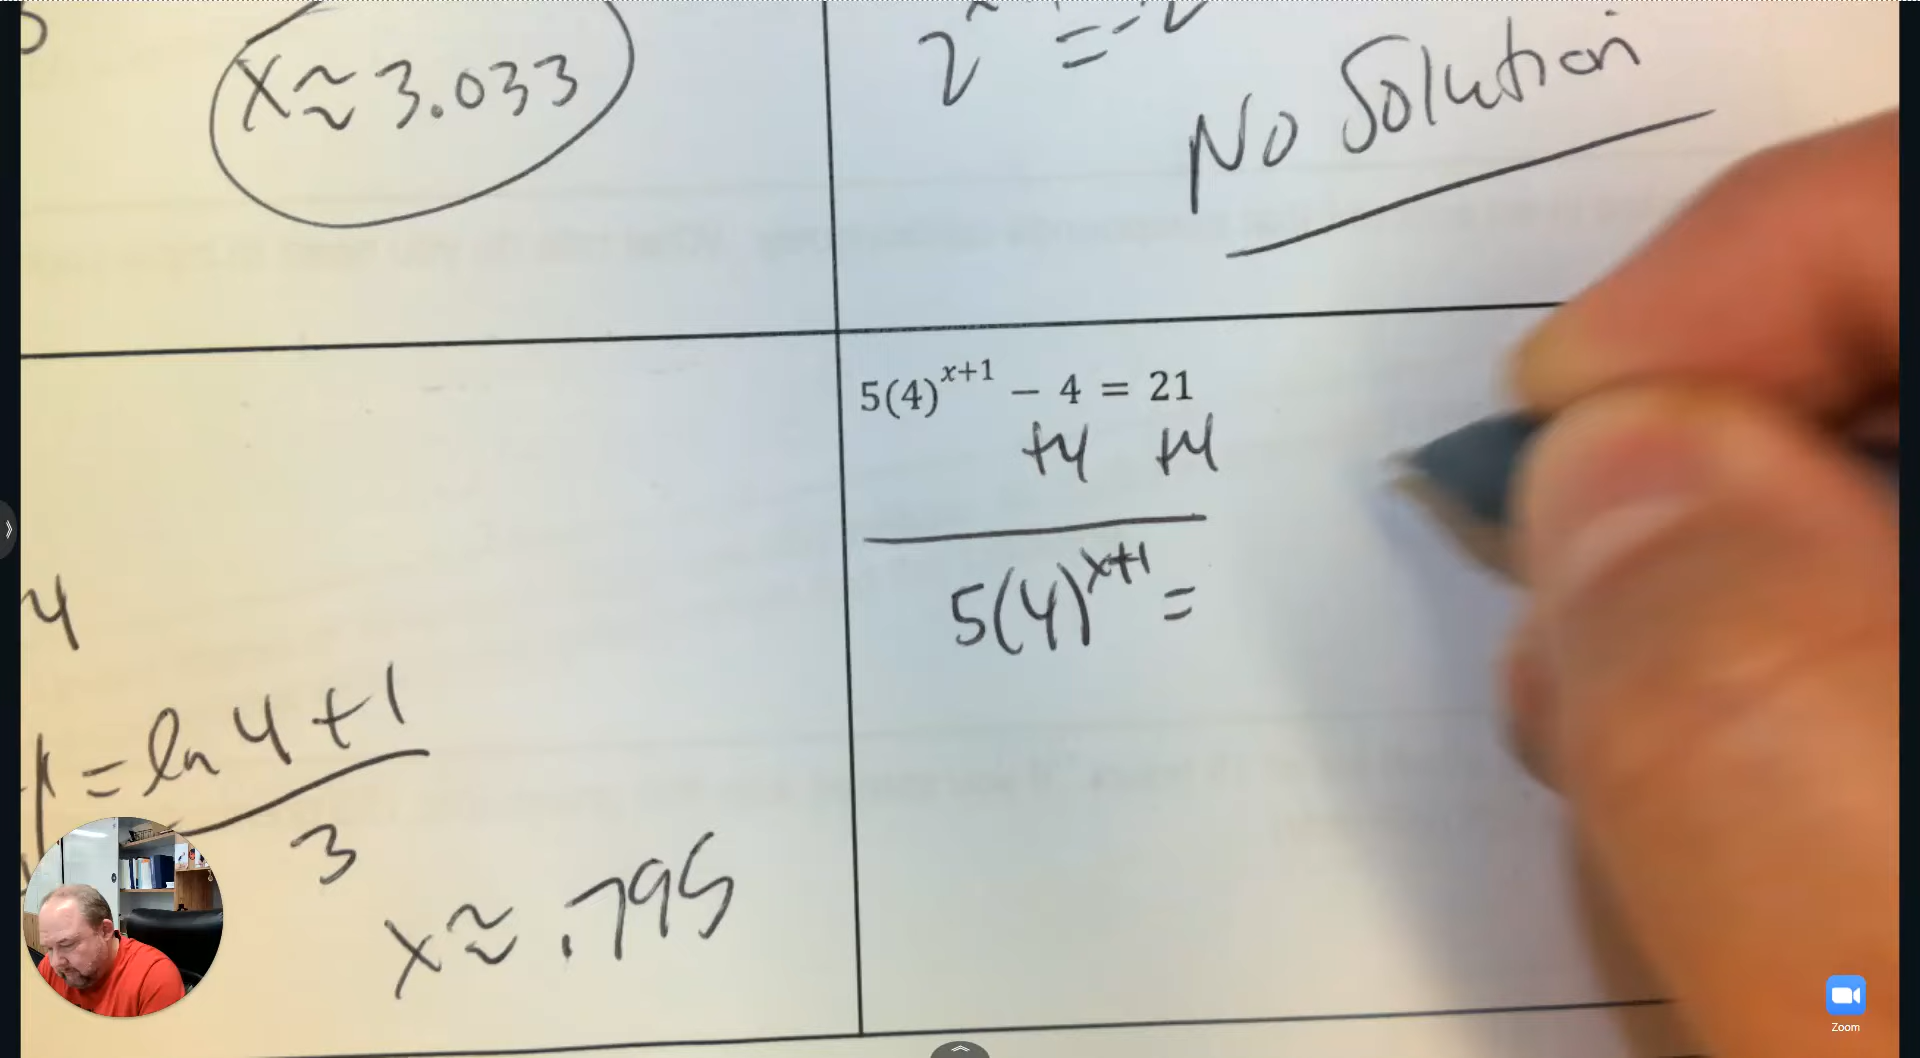 x ≈ 3.033
No Solution
5(4)^{x+1} − 4 = 21
+4 +4
5(4)^{x+1} =
4
= ln 4 + 1
3
x ≈ .795
Zoom